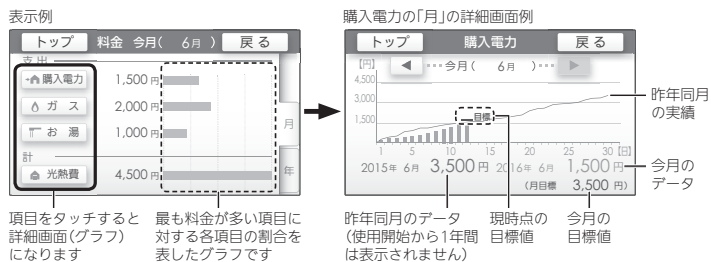 表示例
トップ 料金 今月( 6月 ) 戻る
支出
購入電力 1,500 円
ガ ス 2,000 円
お 湯 1,000 円
計
光熱費 4,500 円
月
年
項目をタッチすると
詳細画面(グラフ)
になります
最も料金が多い項目に
対する各項目の割合を
表したグラフです
購入電力の「月」の詳細画面例
トップ 購入電力 戻る
[円] ◀ ･･･今月( 6月 )･･･ ▶
4,500
3,000
1,500
目標
1 5 10 15 20 25 30 [日]
2015年 6月 3,500 円 2016年 6月 1,500 円
(月目標 3,500 円)
昨年同月
の実績
今月の
データ
昨年同月のデータ
(使用開始から1年間
は表示されません)
現時点の
目標値
今月の
目標値